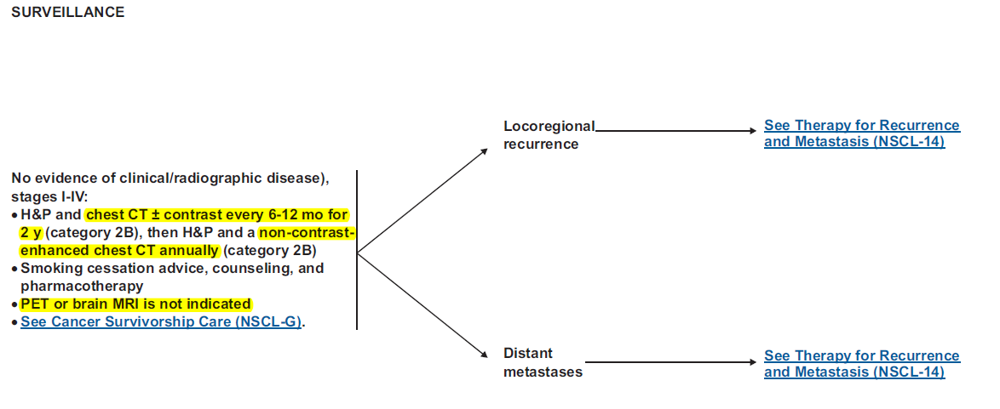 SURVEILLANCE
No evidence of clinical/radiographic disease),
stages I-IV:
• H&P and chest CT ± contrast every 6-12 mo for
2 y (category 2B), then H&P and a non-contrast-
enhanced chest CT annually (category 2B)
• Smoking cessation advice, counseling, and
pharmacotherapy
• PET or brain MRI is not indicated
• See Cancer Survivorship Care (NSCL-G).
Locoregional
recurrence
See Therapy for Recurrence
and Metastasis (NSCL-14)
Distant
metastases
See Therapy for Recurrence
and Metastasis (NSCL-14)